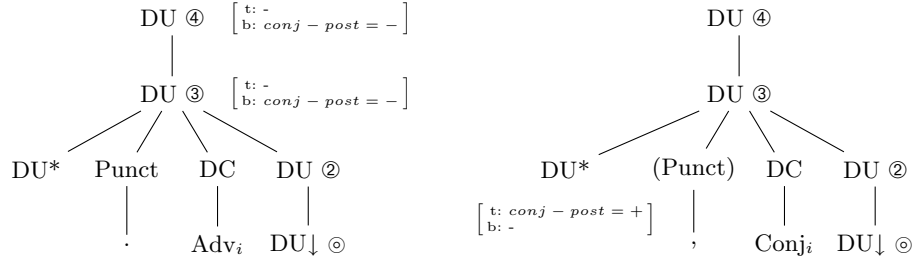 DU ④ [ t: - b: conj − post = − ] DU ④
DU ③ [ t: - b: conj − post = − ] DU ③
DU* Punct DC DU ② DU* (Punct) DC DU ②
. Adv_i DU↓ ◎ [ t: conj − post = + b: - ] , Conj_i DU↓ ◎